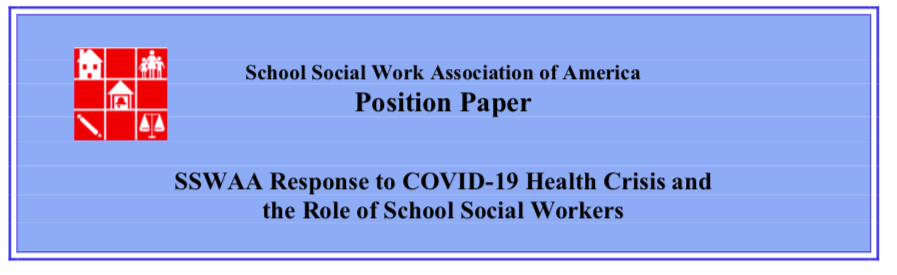 School Social Work Association of America
Position Paper
SSWAA Response to COVID-19 Health Crisis and
the Role of School Social Workers